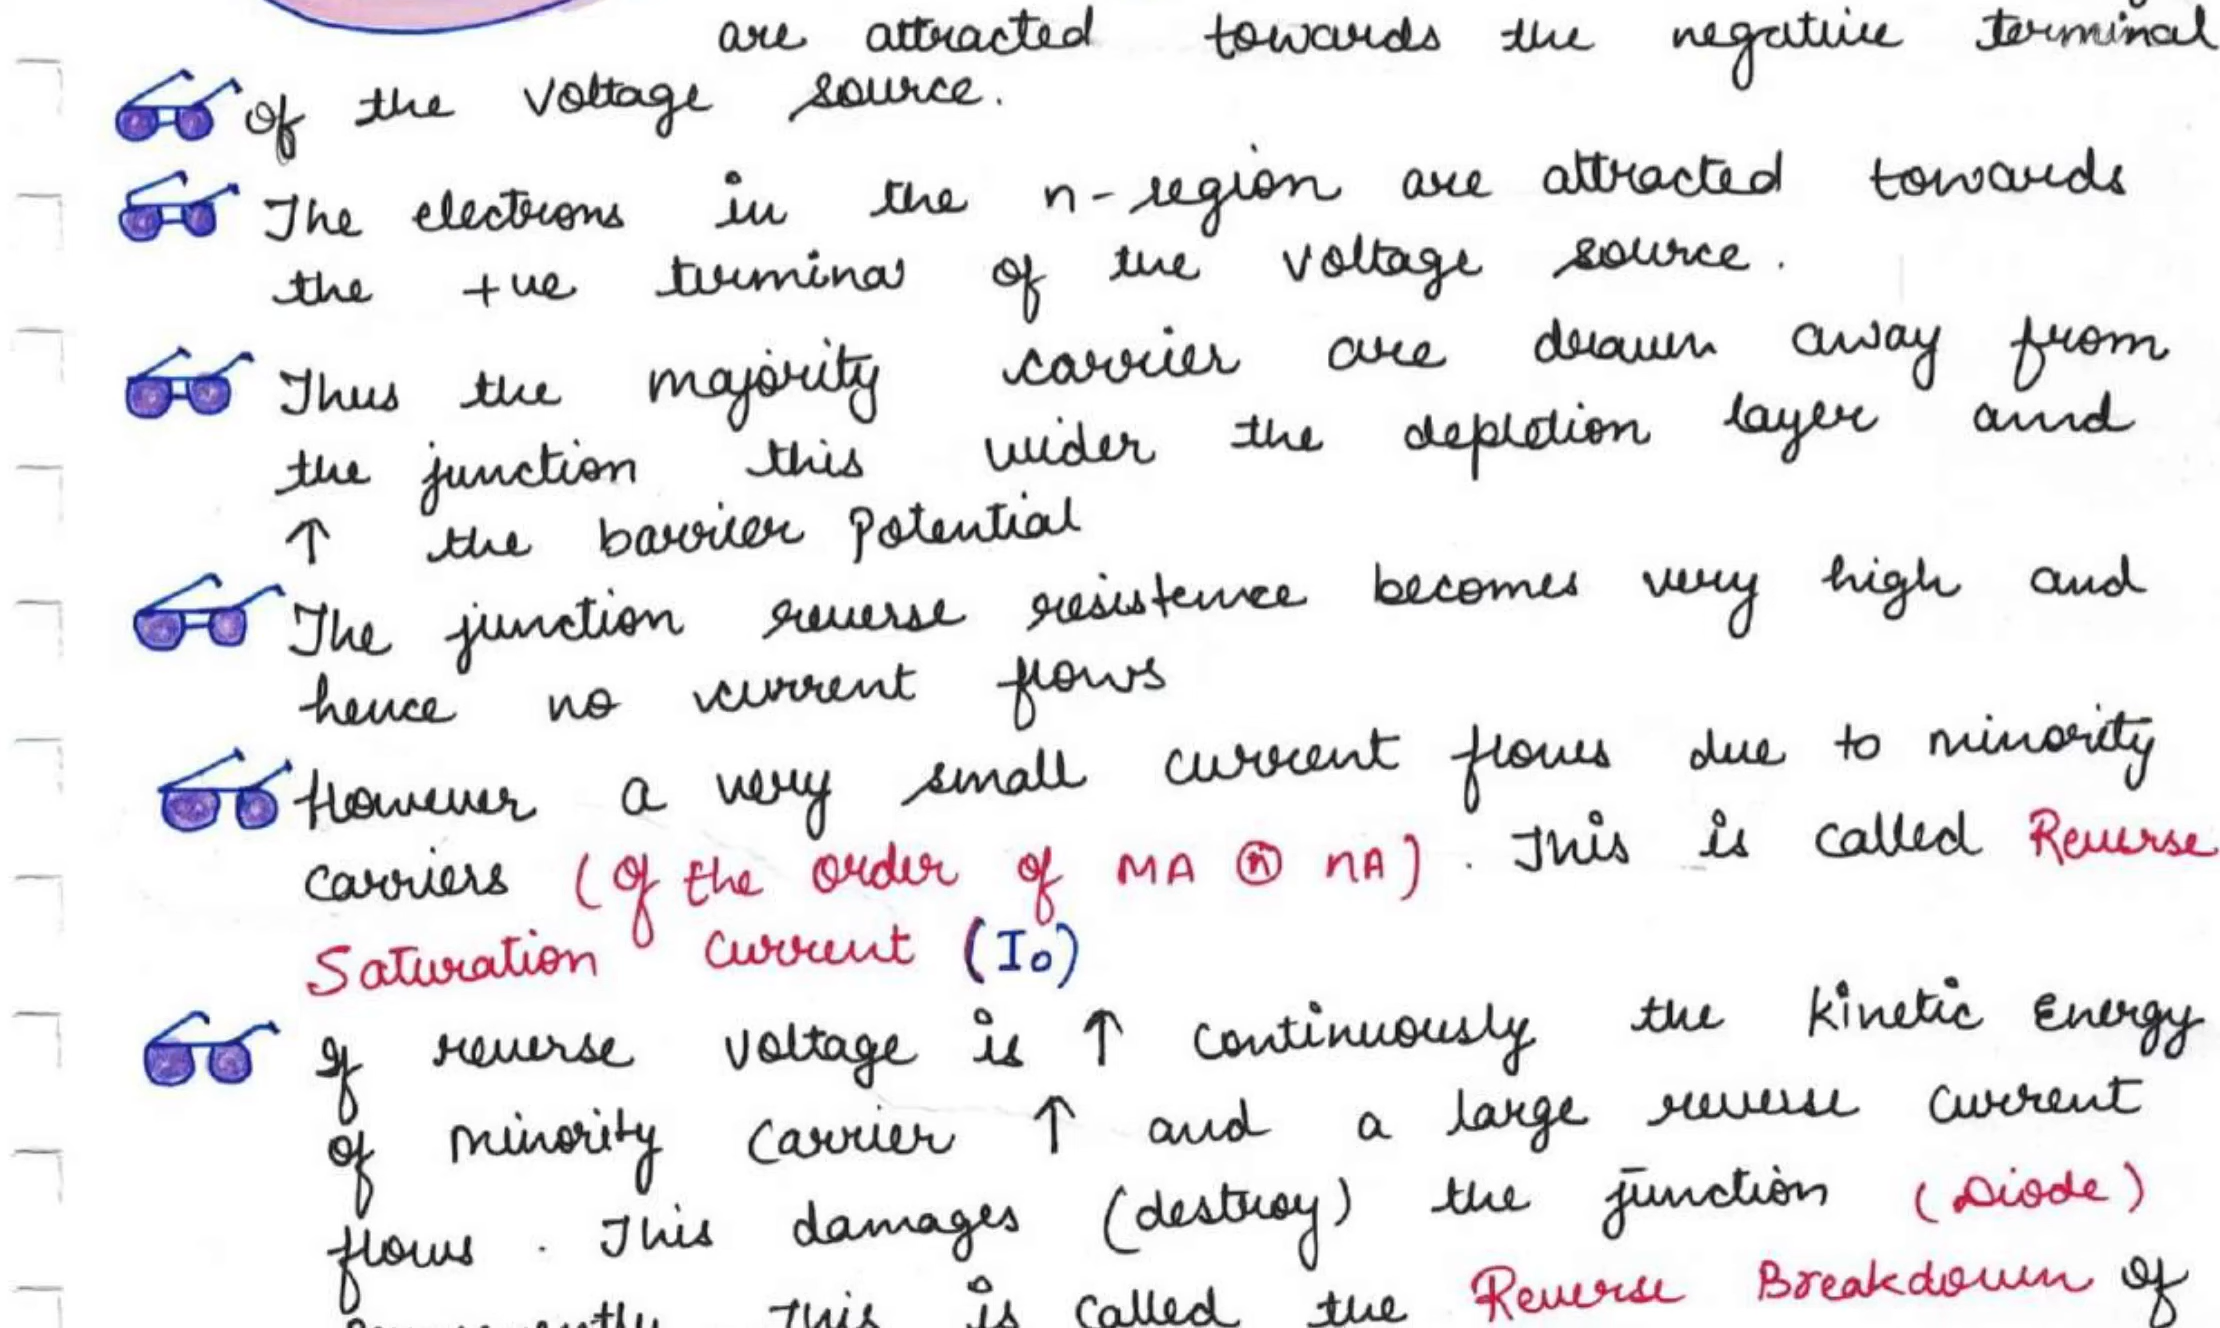 are attracted towards the negative terminal
of the voltage source.
The electrons in the n-region are attracted towards
the +ve terminal of the voltage source.
Thus the majority carrier are drawn away from
the junction this wider the depletion layer and
↑ the barrier potential
The junction reverse resistence becomes very high and
hence no current flows
However a very small current flows due to minority
carriers (of the order of MA nA). This is called Reverse
Saturation Current (Io)
If reverse voltage is ↑ continuously the kinetic Energy
of minority carrier ↑ and a large reverse current
flows. This damages (destroy) the junction (Diode)
This is called the Reverse Breakdown of